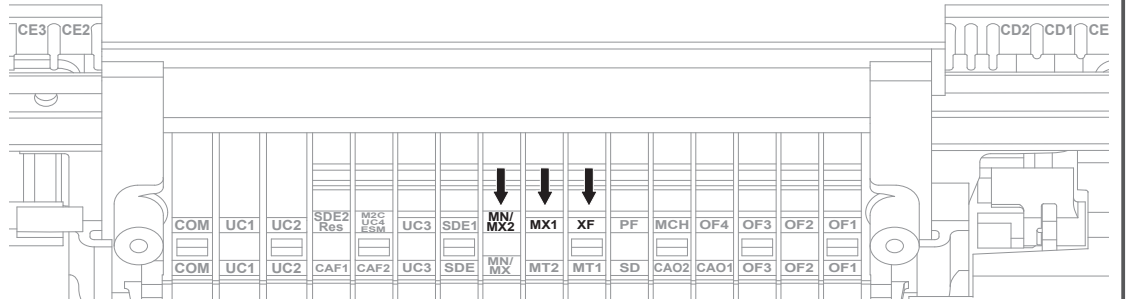 CE3 CE2 CD2 CD1 CE
COM UC1 UC2 SDE2 Res M2C UC4 ESM UC3 SDE1 MN/ MX2 MX1 XF PF MCH OF4 OF3 OF2 OF1
COM UC1 UC2 CAF1 CAF2 UC3 SDE MN/ MX MT2 MT1 SD CAO2 CAO1 OF3 OF2 OF1